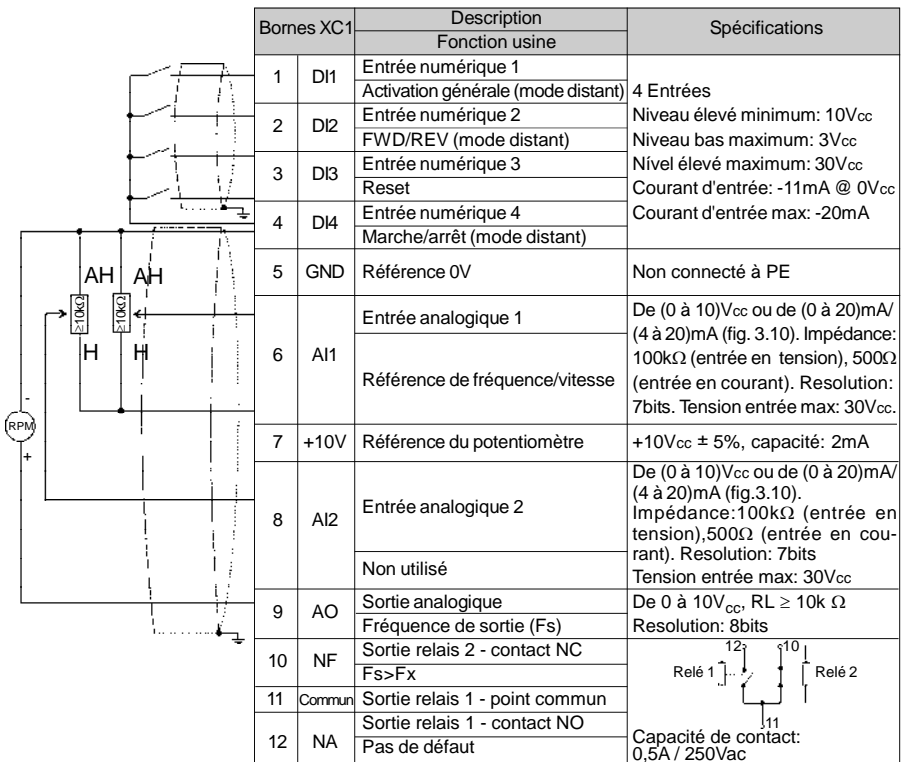 Bornes XC1
Description
Fonction usine
Spécifications
1 DI1
Entrée numérique 1
Activation générale (mode distant)
2 DI2
Entrée numérique 2
FWD/REV (mode distant)
3 DI3
Entrée numérique 3
Reset
4 DI4
Entrée numérique 4
Marche/arrêt (mode distant)
4 Entrées
Niveau élevé minimum: 10Vcc
Niveau bas maximum: 3Vcc
Nível élevé maximum: 30Vcc
Courant d'entrée: -11mA @ 0Vcc
Courant d'entrée max: -20mA
5 GND Référence 0V
Non connecté à PE
6 AI1
Entrée analogique 1
Référence de fréquence/vitesse
De (0 à 10)Vcc ou de (0 à 20)mA/
(4 à 20)mA (fig. 3.10). Impédance:
100kΩ (entrée en tension), 500Ω
(entrée en courant). Resolution:
7bits. Tension entrée max: 30Vcc.
7 +10V Référence du potentiomètre
+10Vcc ± 5%, capacité: 2mA
8 AI2
Entrée analogique 2
Non utilisé
De (0 à 10)Vcc ou de (0 à 20)mA/
(4 à 20)mA (fig.3.10).
Impédance:100kΩ (entrée en
tension),500Ω (entrée en cou-
rant). Resolution: 7bits
Tension entrée max: 30Vcc
9 AO
Sortie analogique
Fréquence de sortie (Fs)
De 0 à 10Vcc, RL ≥ 10k Ω
Resolution: 8bits
10 NF
Sortie relais 2 - contact NC
Fs>Fx
11 Commun Sortie relais 1 - point commun
12 NA
Sortie relais 1 - contact NO
Pas de défaut
12 10
Relé 1 Relé 2
11
Capacité de contact:
0,5A / 250Vac
AH AH
≥10kΩ ≥10kΩ
H H
-
RPM
+